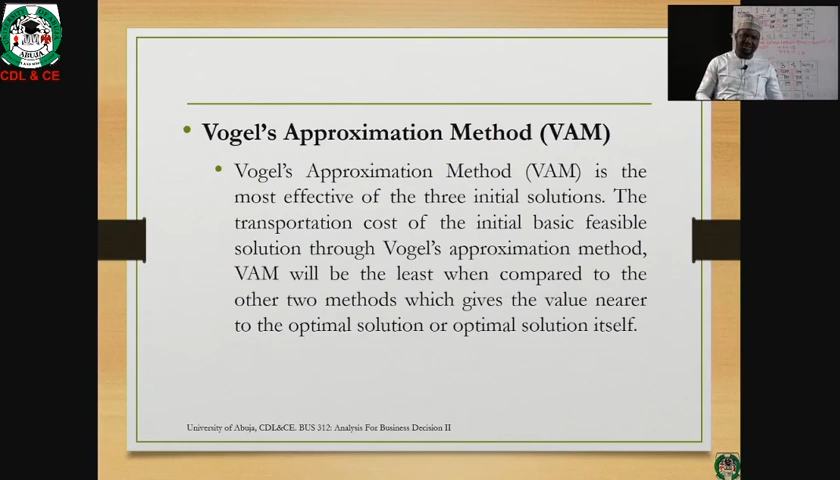 ABUJA
CDL & CE
• Vogel's Approximation Method (VAM)
• Vogel's Approximation Method (VAM) is the
most effective of the three initial solutions. The
transportation cost of the initial basic feasible
solution through Vogel's approximation method,
VAM will be the least when compared to the
other two methods which gives the value nearer
to the optimal solution or optimal solution itself.
University of Abuja, CDL&CE. BUS 312: Analysis For Business Decision II